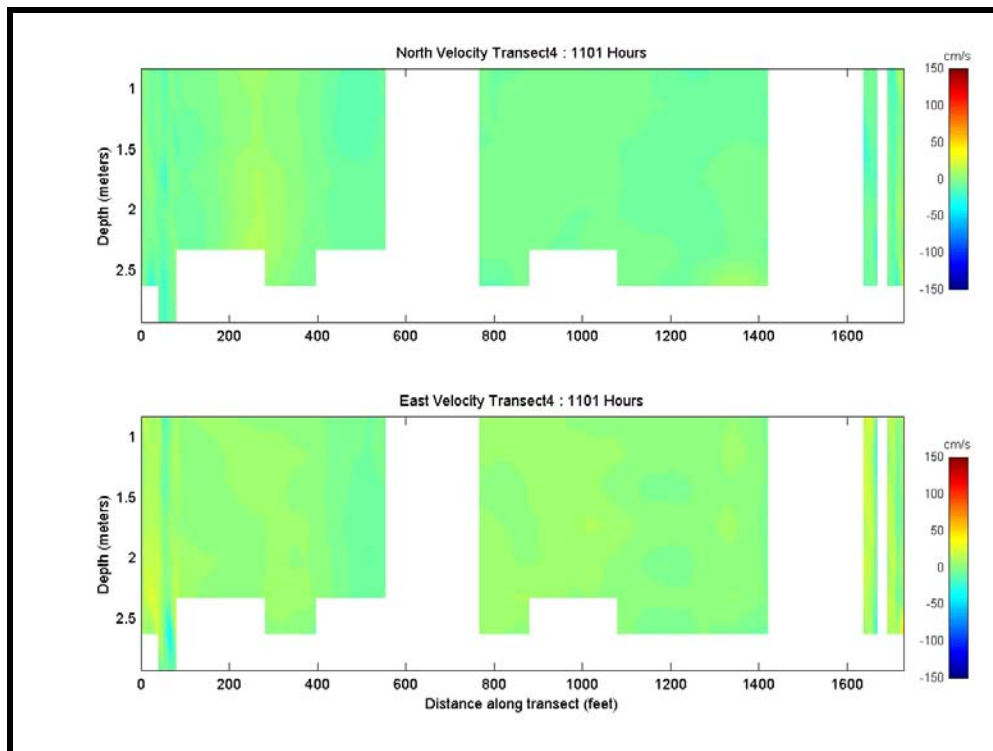 North Velocity Transect4 : 1101 Hours
cm/s
150
100
50
0
-50
-100
-150
Depth (meters)
1
1.5
2
2.5
0 200 400 600 800 1000 1200 1400 1600
East Velocity Transect4 : 1101 Hours
cm/s
150
100
50
0
-50
-100
-150
Depth (meters)
1
1.5
2
2.5
0 200 400 600 800 1000 1200 1400 1600
Distance along transect (feet)